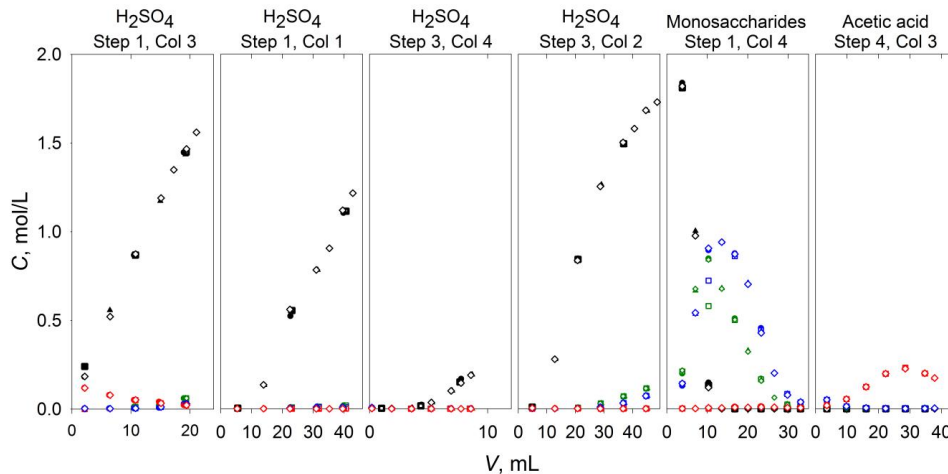 H₂SO₄ H₂SO₄ H₂SO₄ H₂SO₄ Monosaccharides Acetic acid
Step 1, Col 3 Step 1, Col 1 Step 3, Col 4 Step 3, Col 2 Step 1, Col 4 Step 4, Col 3
2.0
1.5
1.0
0.5
0.0
C, mol/L
0 10 20 0 10 20 30 40 0 10 0 10 20 30 40 0 10 20 30 0 10 20 30 40
V, mL